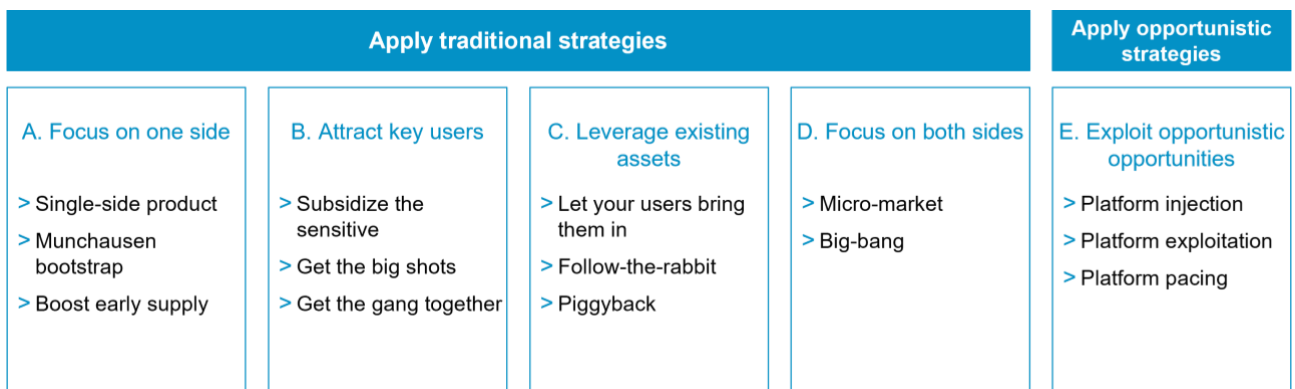 Apply traditional strategies
Apply opportunistic
strategies
A. Focus on one side
> Single-side product
> Munchausen
bootstrap
> Boost early supply
B. Attract key users
> Subsidize the
sensitive
> Get the big shots
> Get the gang together
C. Leverage existing
assets
> Let your users bring
them in
> Follow-the-rabbit
> Piggyback
D. Focus on both sides
> Micro-market
> Big-bang
E. Exploit opportunistic
opportunities
> Platform injection
> Platform exploitation
> Platform pacing